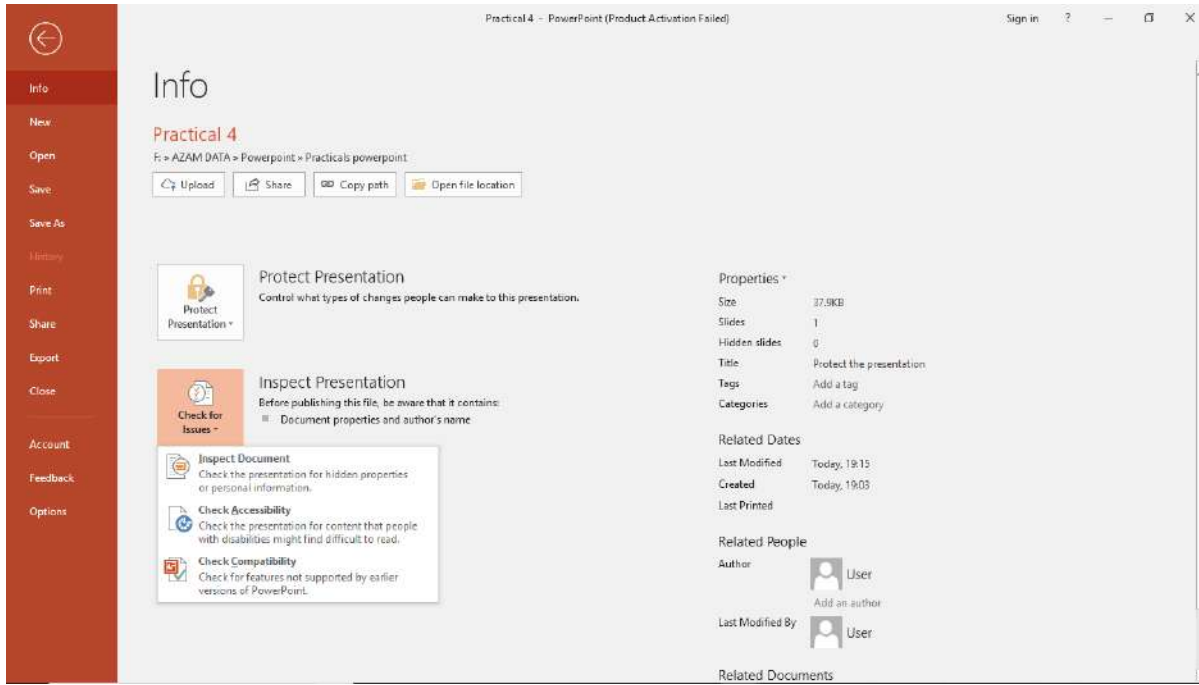 Practical 4 - PowerPoint (Product Activation Failed)
Sign in ?
Info
New
Open
Save
Save As
History
Print
Share
Export
Close
Account
Feedback
Options
Info
Practical 4
F: » AZAM DATA » Powerpoint » Practicals powerpoint
Upload
Share
Copy path
Open file location
Protect
Presentation
Protect Presentation
Control what types of changes people can make to this presentation.
Check for
Issues
Inspect Presentation
Before publishing this file, be aware that it contains:
Document properties and author's name
Inspect Document
Check the presentation for hidden properties
or personal information.
Check Accessibility
Check the presentation for content that people
with disabilities might find difficult to read.
Check Compatibility
Check for features not supported by earlier
versions of PowerPoint.
Properties
Size 37.9KB
Slides 1
Hidden slides 0
Title Protect the presentation
Tags Add a tag
Categories Add a category
Related Dates
Last Modified Today, 19:15
Created Today, 19:03
Last Printed
Related People
Author User
Add an author
Last Modified By User
Related Documents